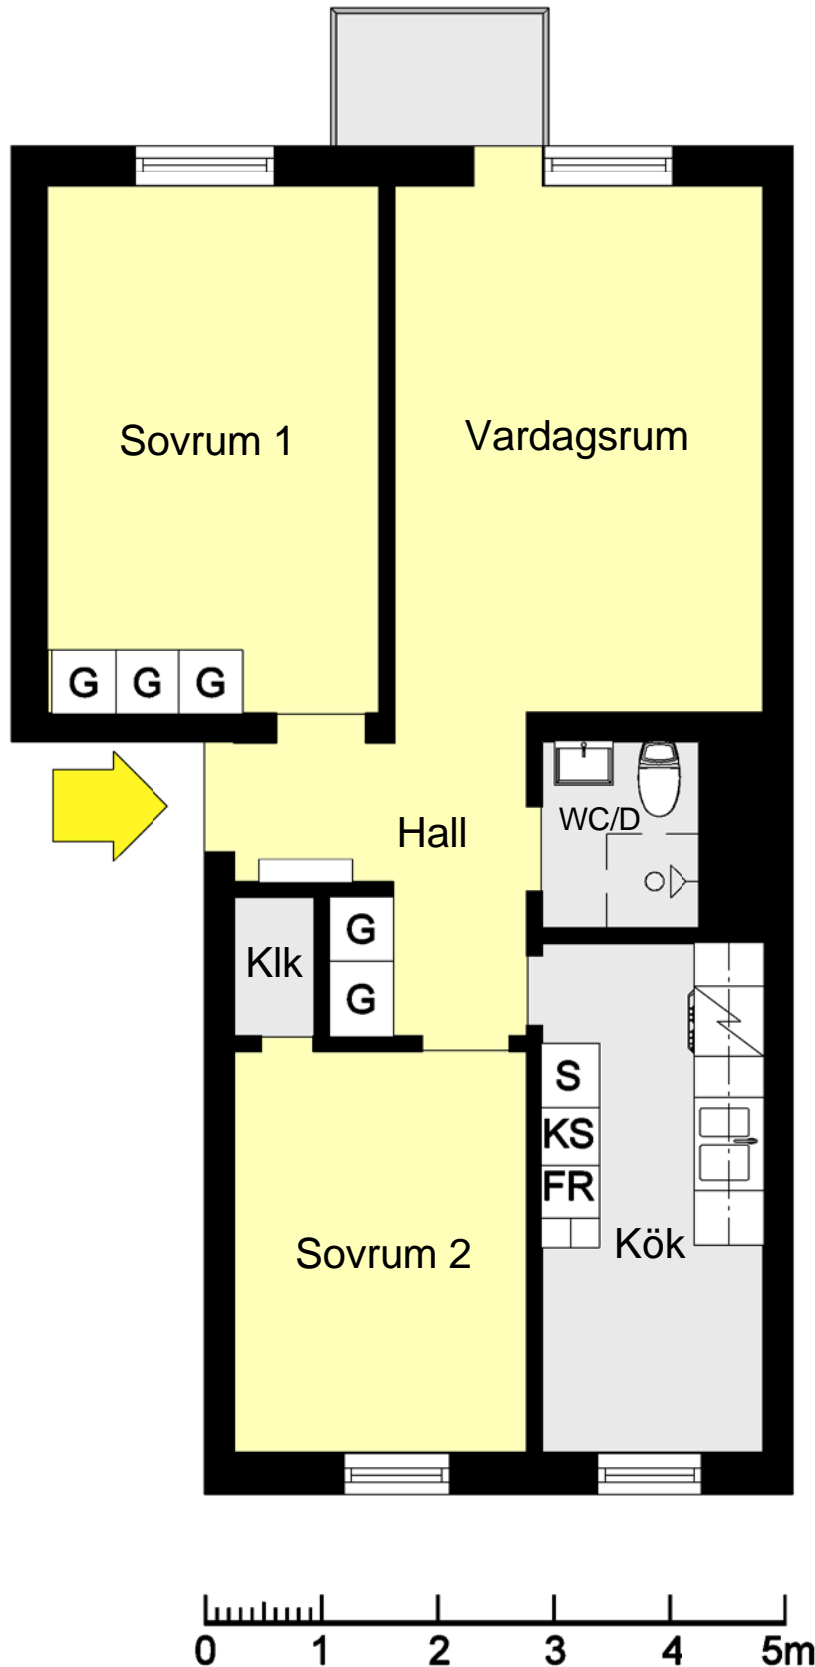 Sovrum 1
Vardagsrum
G G G
WC/D
Hall
G
Klk
G
S
KS
FR
Kök
Sovrum 2
0 1 2 3 4 5m